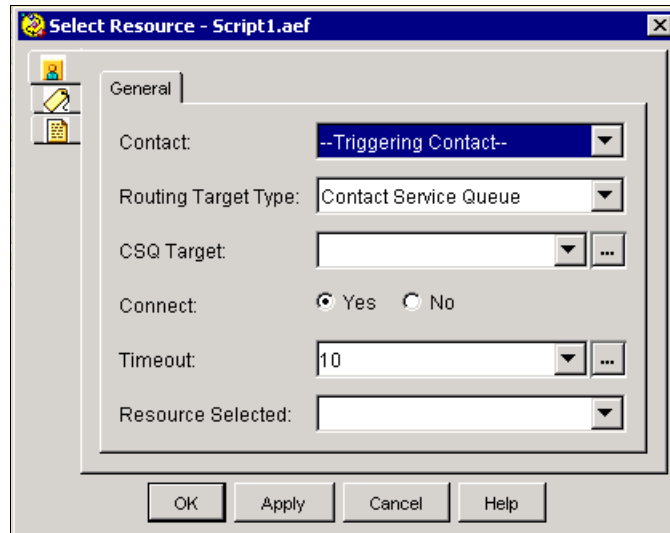 Select Resource - Script1.aef
General
Contact: --Triggering Contact--
Routing Target Type: Contact Service Queue
CSQ Target: ...
Connect: Yes No
Timeout: 10 ...
Resource Selected:
OK Apply Cancel Help